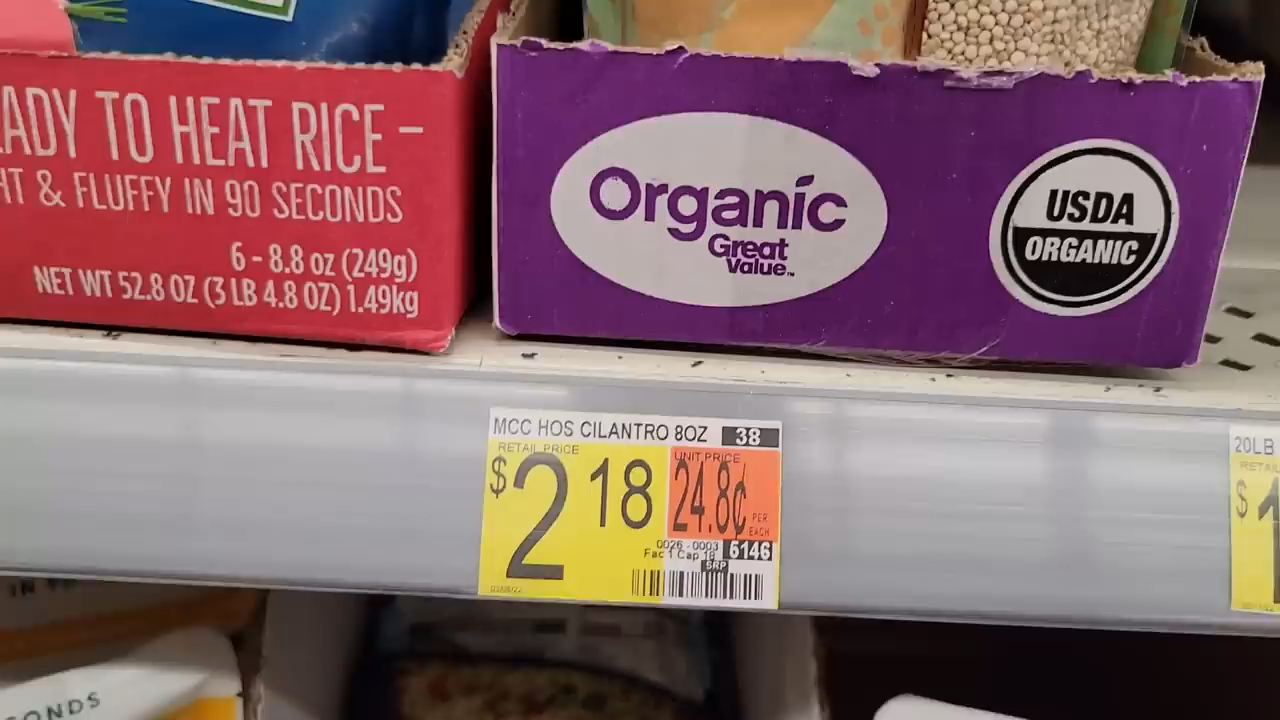 ADY TO HEAT RICE –
HT & FLUFFY IN 90 SECONDS
6 - 8.8 oz (249g)
NET WT 52.8 OZ (3 LB 4.8 OZ) 1.49kg
Organic
Great
Value™
USDA
ORGANIC
MCC HOS CILANTRO 8OZ 38
RETAIL PRICE
$2 18
UNIT PRICE
24.8¢
PER
EACH
0026 - 0003 5146
Fac 1 Cap 18
SRP
20LB
RETAIL
$
ONDS